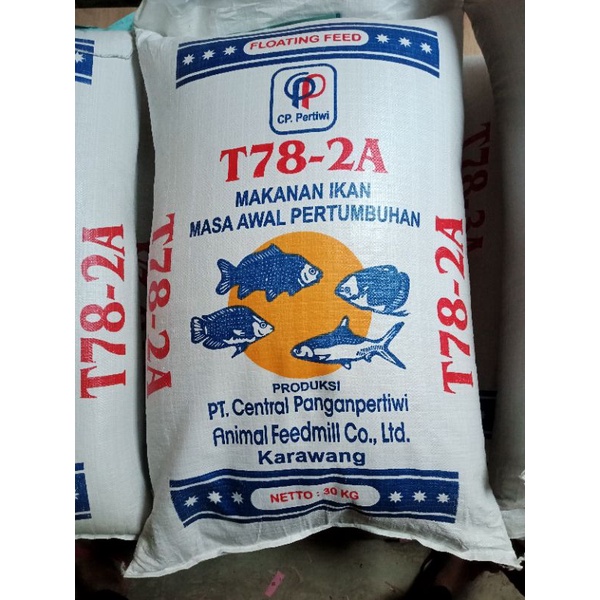 FLOATING FEED
CP. Pertiwi
T78-2A
MAKANAN IKAN
MASA AWAL PERTUMBUHAN
T78-2A
T78-2A
T78-2A
PRODUKSI
PT. Central Panganpertiwi
Animal Feedmill Co., Ltd.
Karawang
NETTO : 30 KG